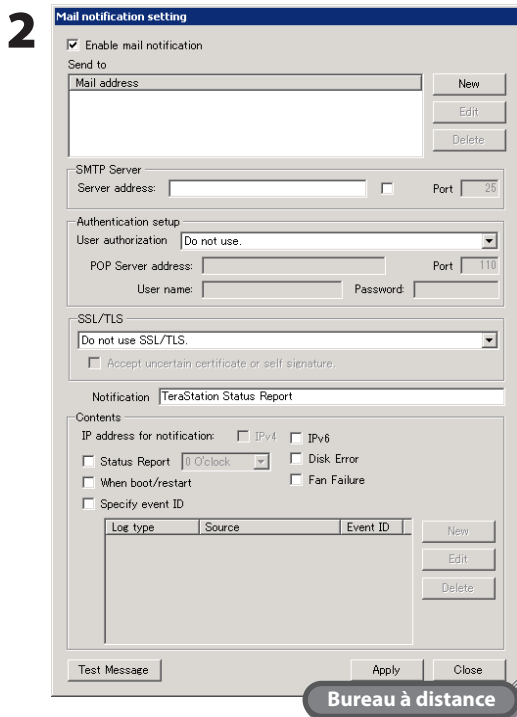 2
Mail notification setting
Enable mail notification
Send to
Mail address
New
Edit
Delete
SMTP Server
Server address:
Port 25
Authentication setup
User authorization Do not use.
POP Server address:
Port 110
User name:
Password:
SSL/TLS
Do not use SSL/TLS.
Accept uncertain certificate or self signature.
Notification TeraStation Status Report
Contents
IP address for notification: IPv4 IPv6
Status Report 0 O'clock Disk Error
When boot/restart Fan Failure
Specify event ID
Log type Source Event ID
New
Edit
Delete
Test Message Apply Close
Bureau à distance